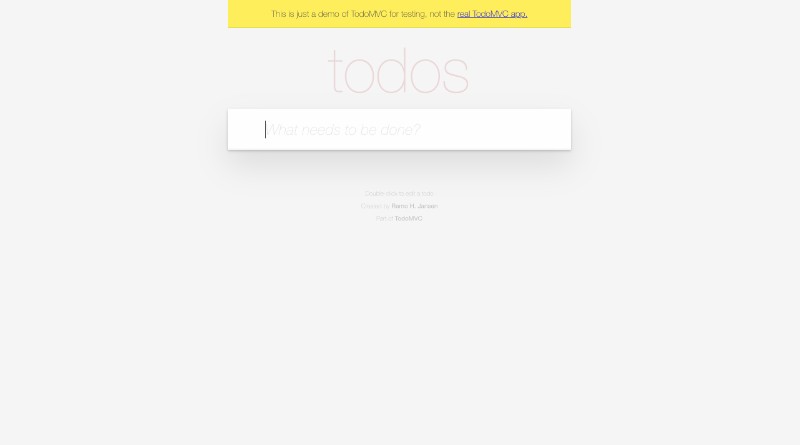 This is just a demo of TodoMVC for testing, not the real TodoMVC app.
todos
What needs to be done?
Double-click to edit a todo
Created by Remo H. Jansen
Part of TodoMVC